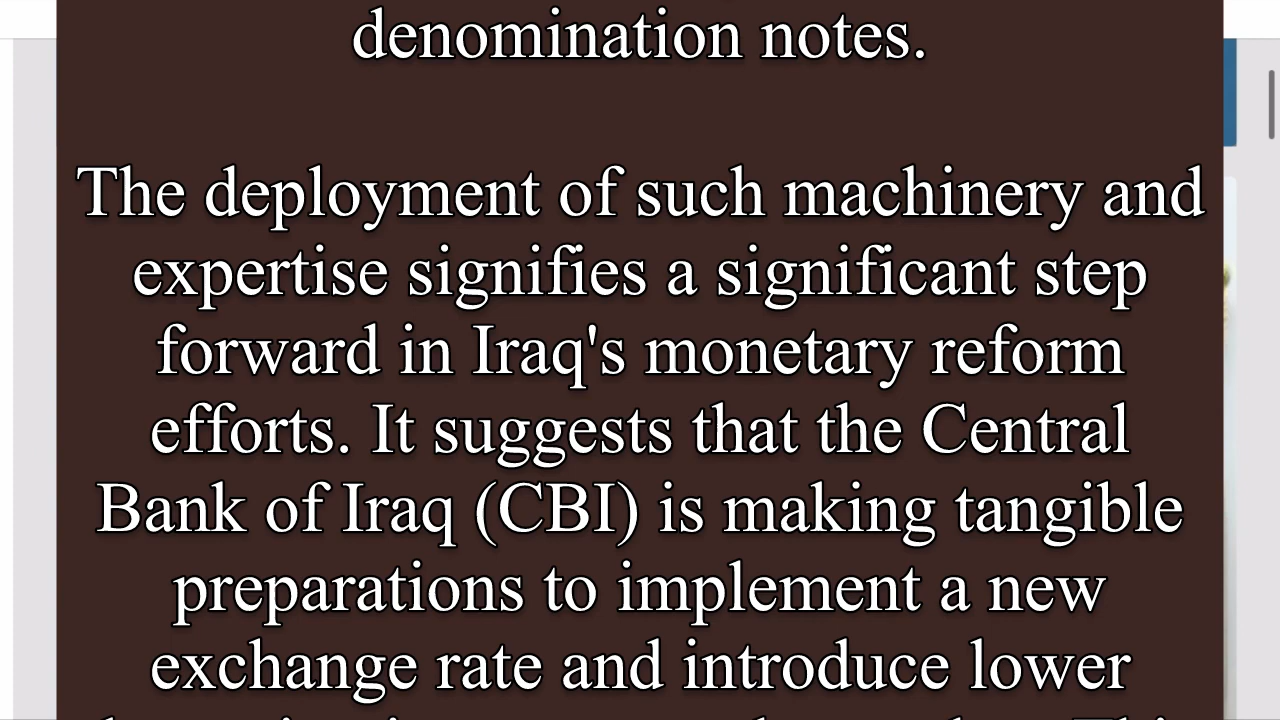 denomination notes.
The deployment of such machinery and
expertise signifies a significant step
forward in Iraq's monetary reform
efforts. It suggests that the Central
Bank of Iraq (CBI) is making tangible
preparations to implement a new
exchange rate and introduce lower